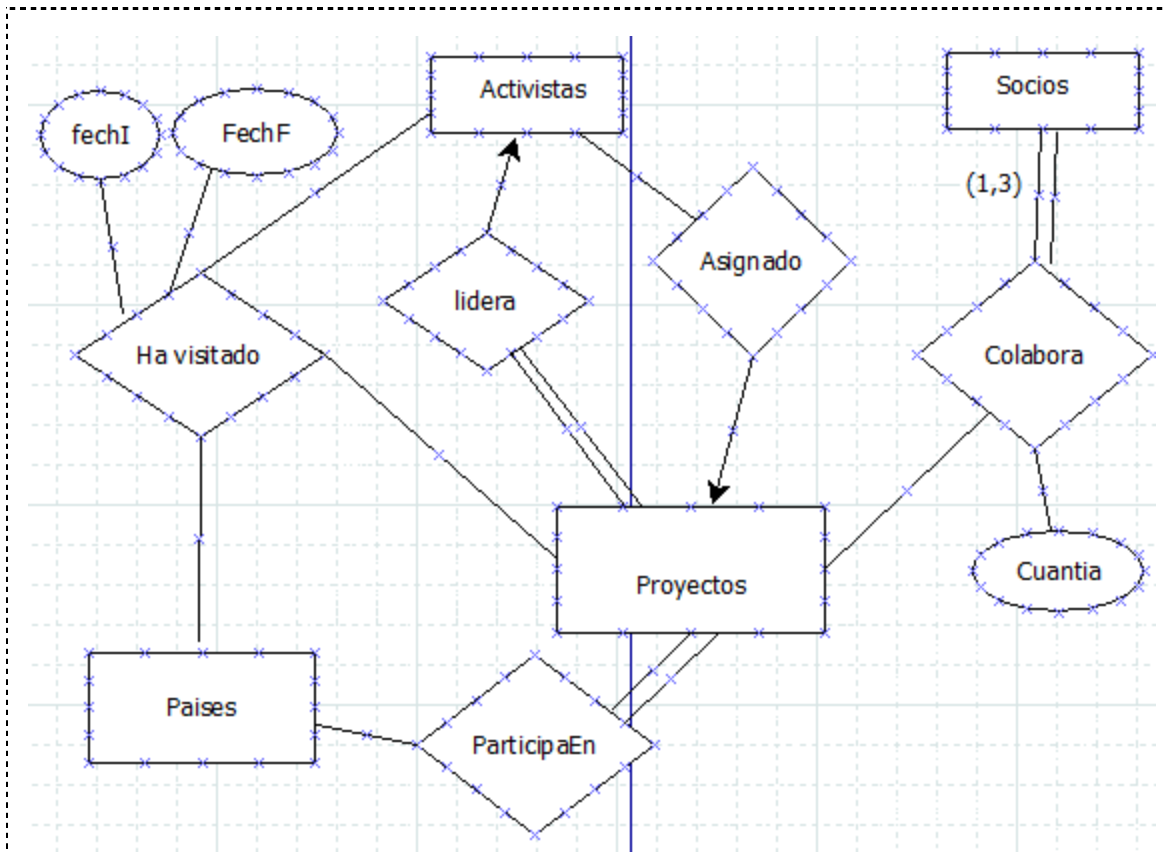 Activistas
Socios
fechI
FechF
(1,3)
Asignado
lidera
Ha visitado
Colabora
Cuantia
Proyectos
Paises
ParticipaEn